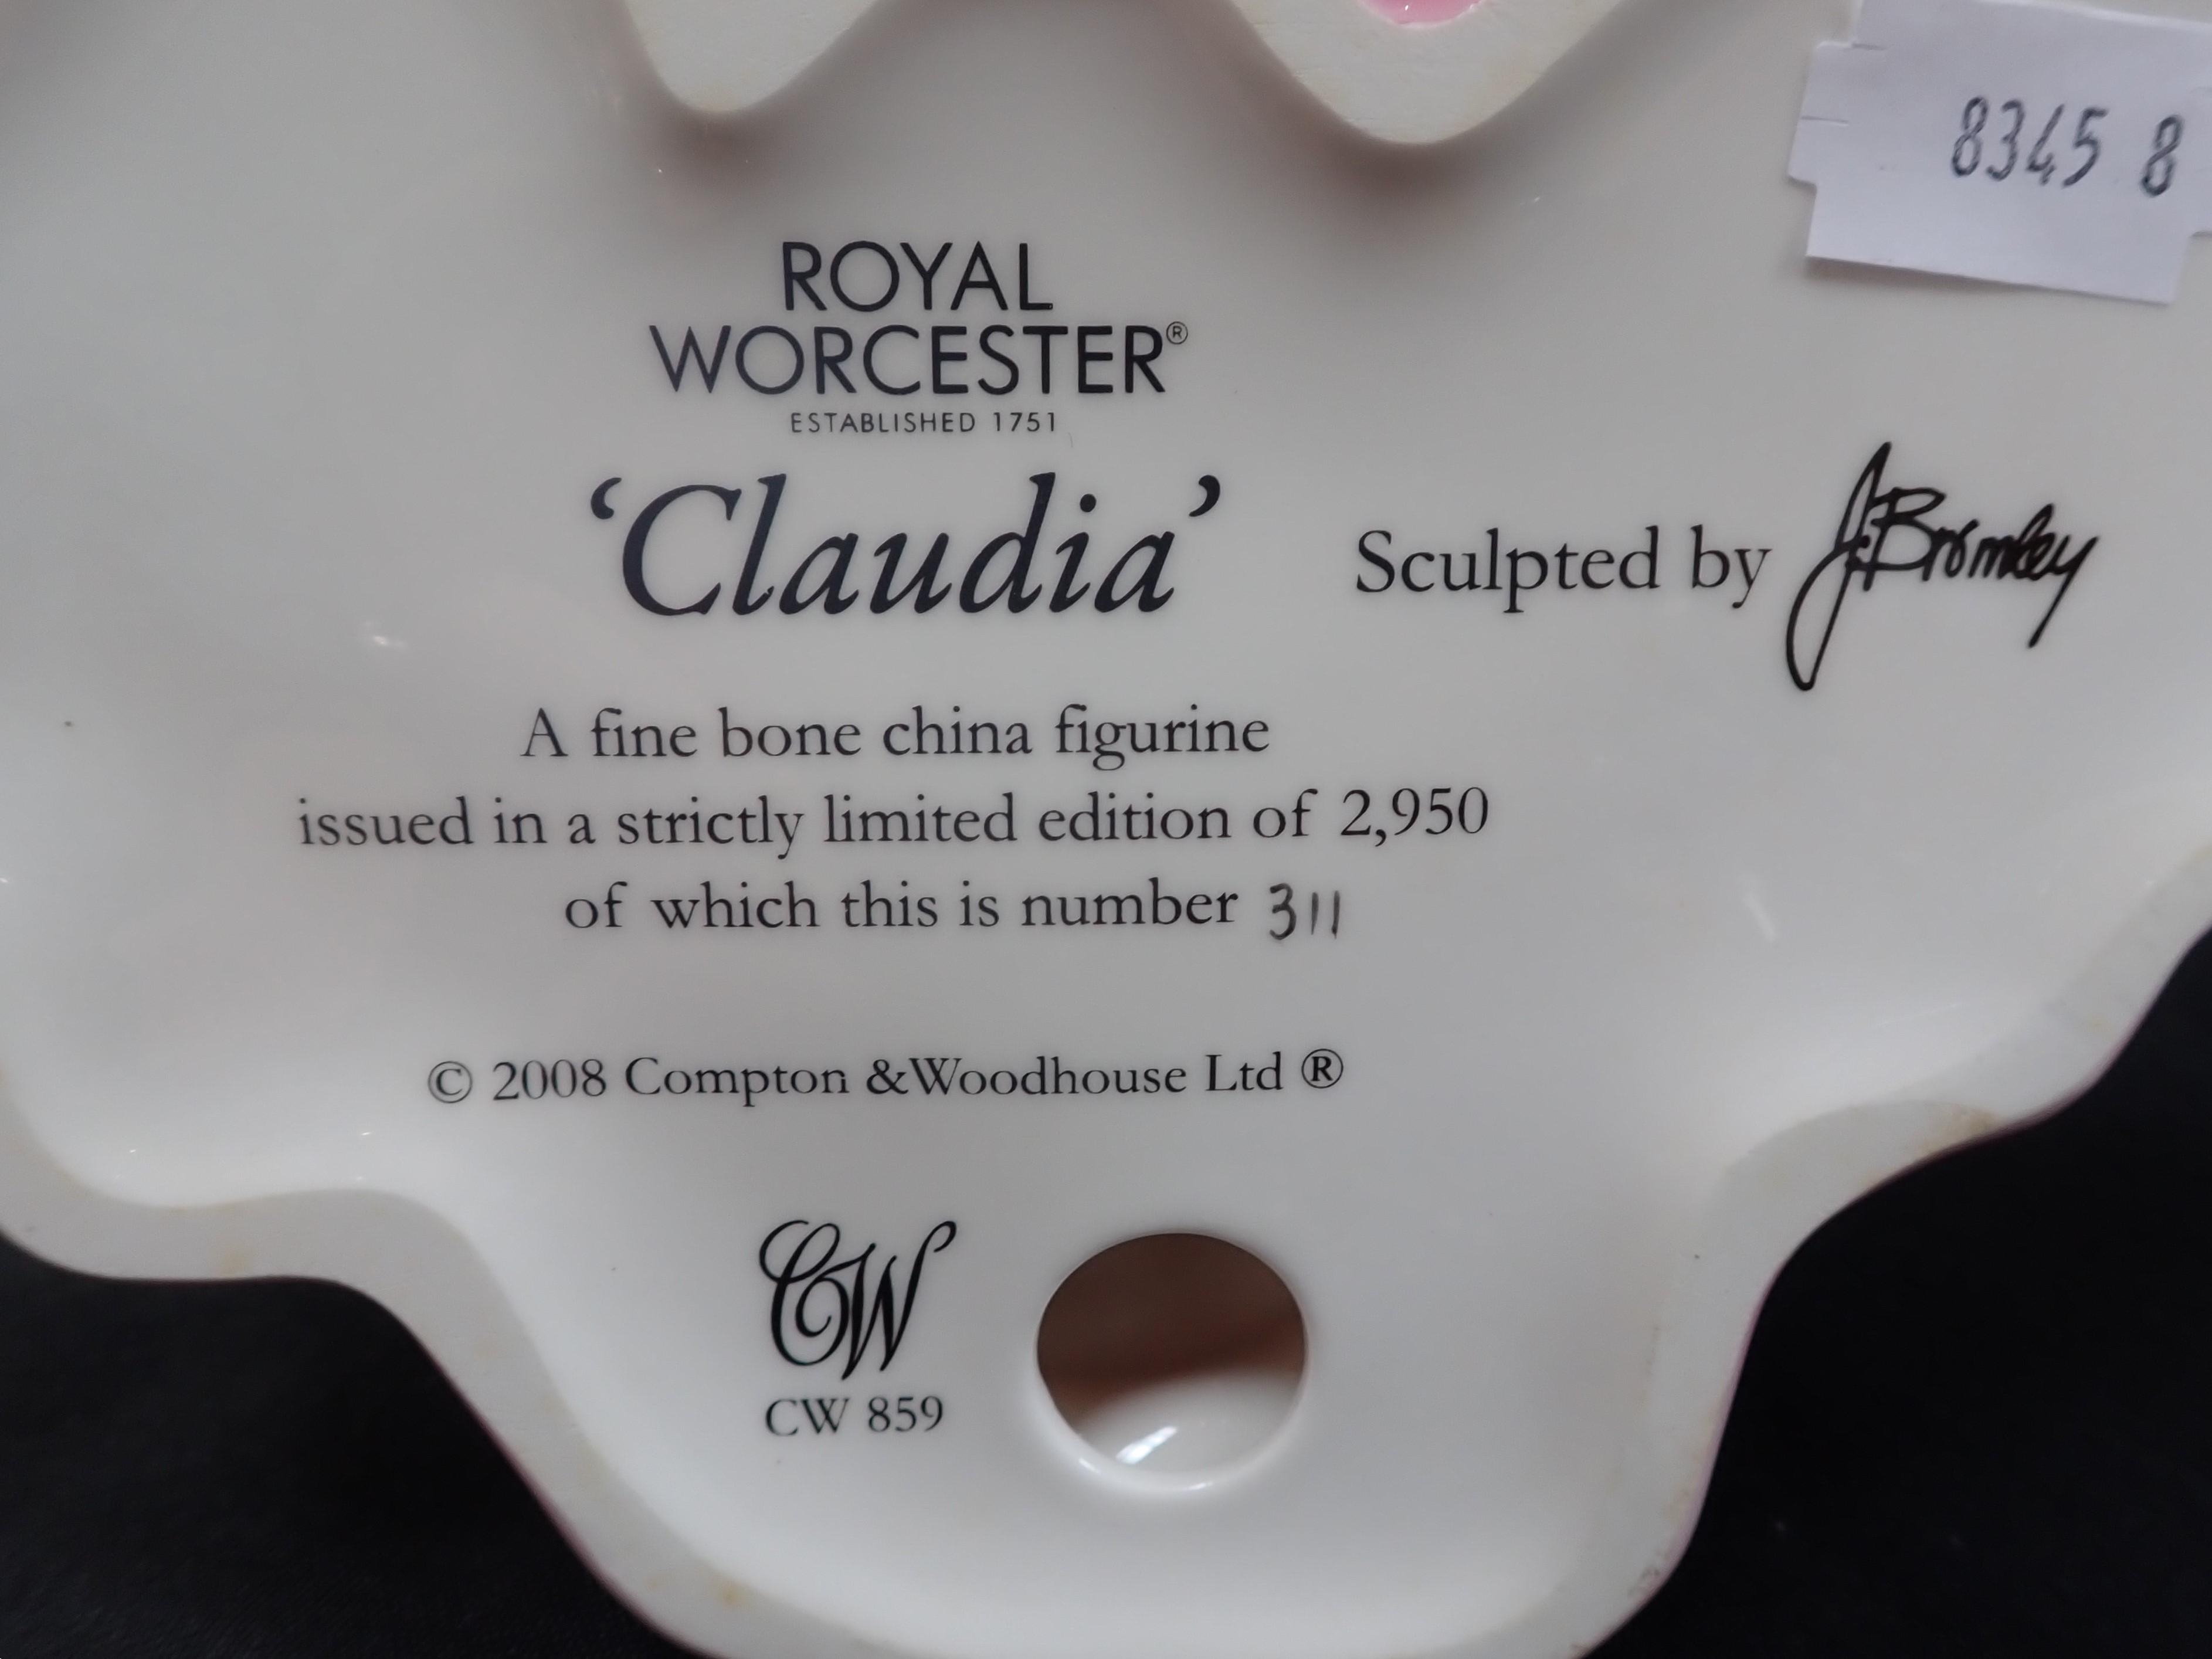 8345 8
ROYAL
WORCESTER®
ESTABLISHED 1751
‘Claudia’ Sculpted by J. Bromley
A fine bone china figurine
issued in a strictly limited edition of 2,950
of which this is number 311
© 2008 Compton &Woodhouse Ltd ®
CW
CW 859